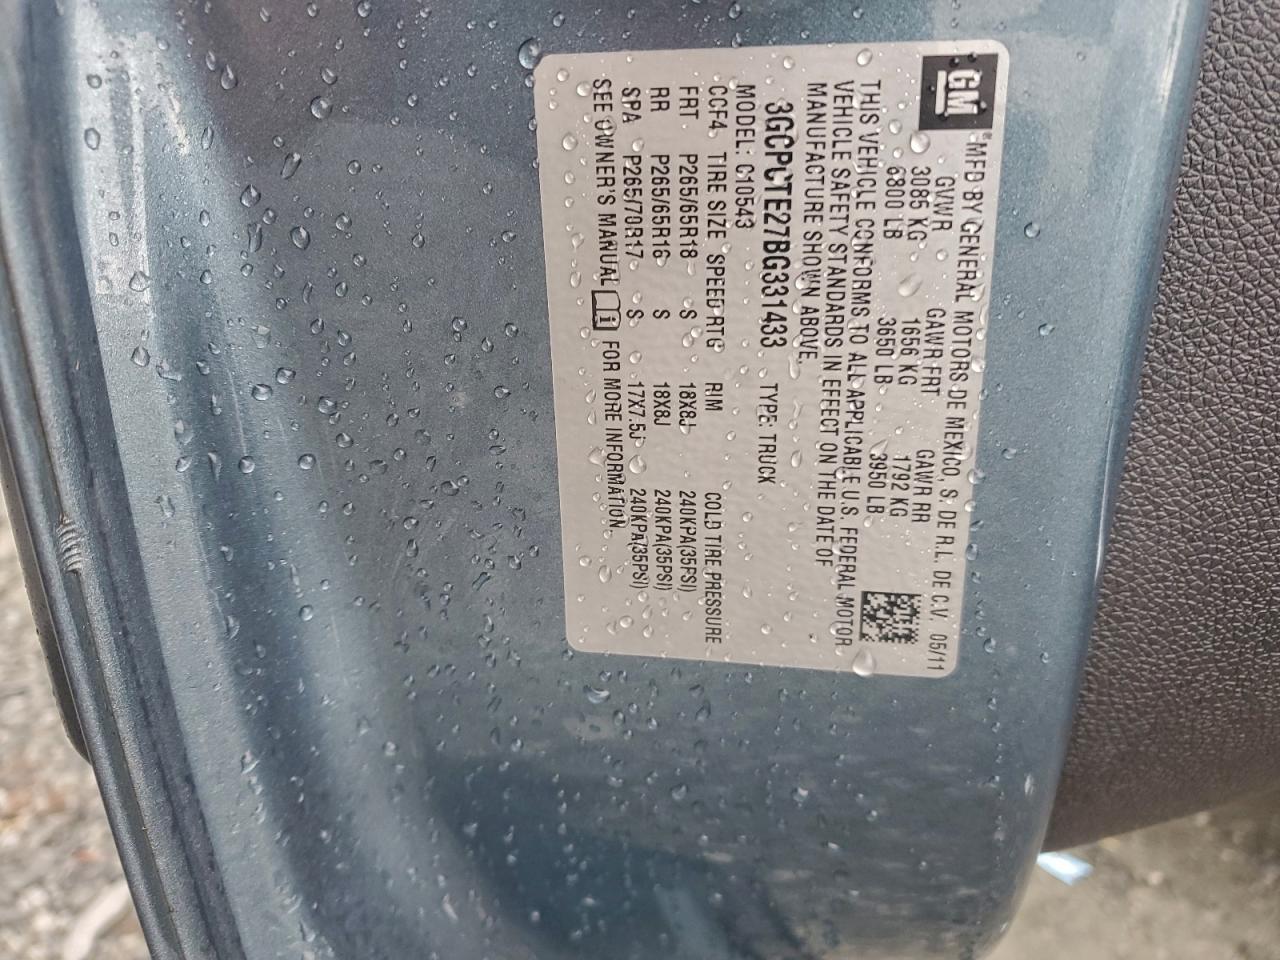 GM
MFD BY GENERAL MOTORS DE MEXICO, S. DE R.L. DE C.V. 05/11
GVWR GAWR FRT GAWR RR
3085 KG 1656 KG 1792 KG
6800 LB 3650 LB 3950 LB
THIS VEHICLE CONFORMS TO ALL APPLICABLE U.S. FEDERAL MOTOR
VEHICLE SAFETY STANDARDS IN EFFECT ON THE DATE OF
MANUFACTURE SHOWN ABOVE.
3GCPCTE27BG331433 TYPE: TRUCK
MODEL: C10543
CCF4. TIRE SIZE SPEED RTG RIM COLD TIRE PRESSURE
FRT P265/65R18 S 18X8J 240KPA(35PSI)
RR P265/65R18 S 18X8J 240KPA(35PSI)
SPA P265/70R17 S 17X7.5J 240KPA(35PSI)
SEE OWNER'S MANUAL i FOR MORE INFORMATION.